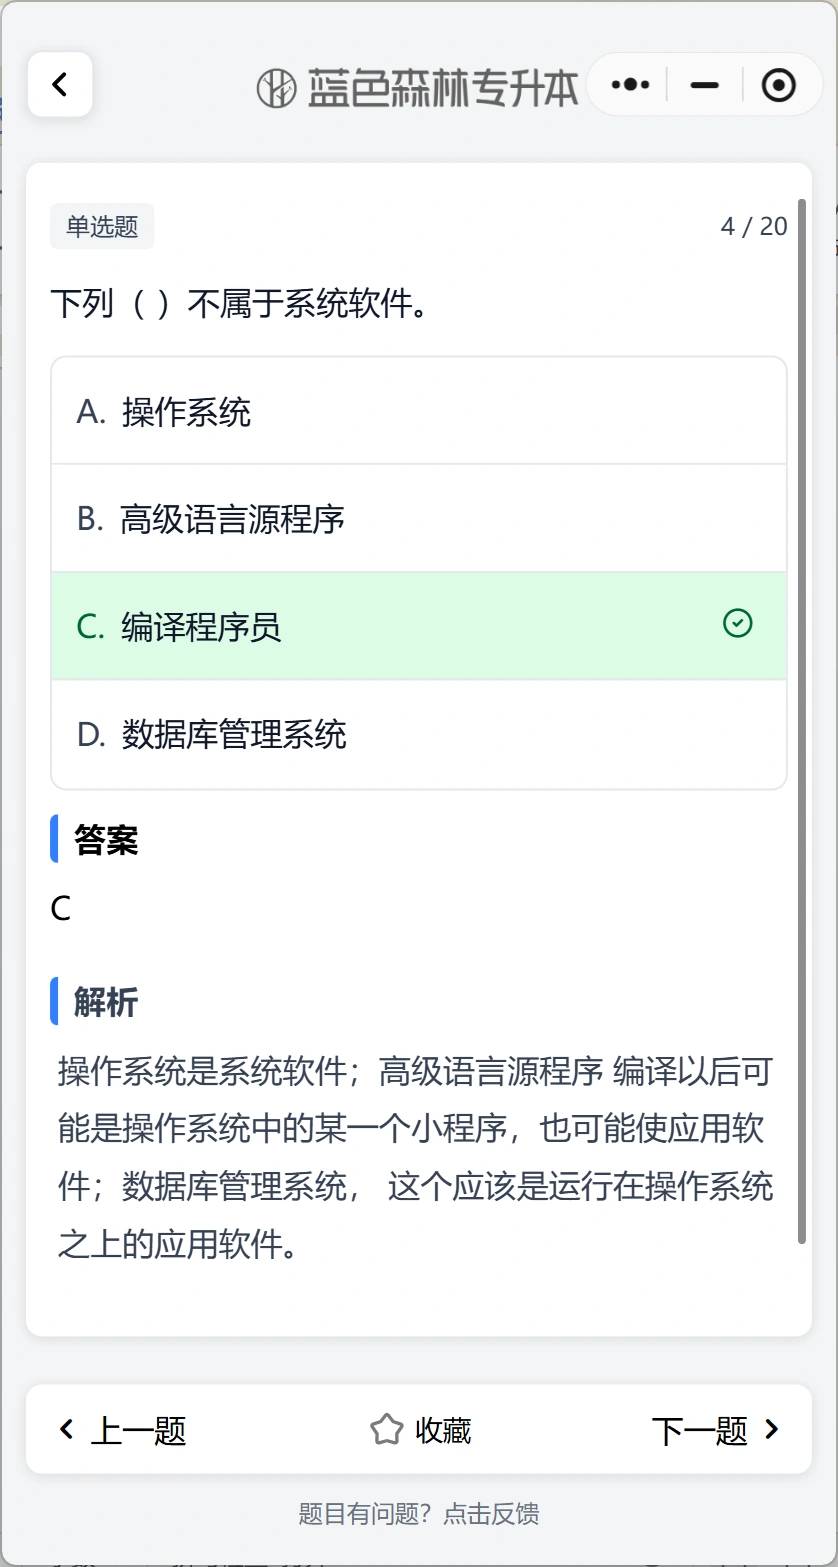 蓝色森林专升本
单选题
4 / 20
下列（ ）不属于系统软件。
A. 操作系统
B. 高级语言源程序
C. 编译程序员
D. 数据库管理系统
答案
C
解析
操作系统是系统软件；高级语言源程序 编译以后可
能是操作系统中的某一个小程序，也可能使应用软
件；数据库管理系统， 这个应该是运行在操作系统
之上的应用软件。
上一题
收藏
下一题
题目有问题？点击反馈